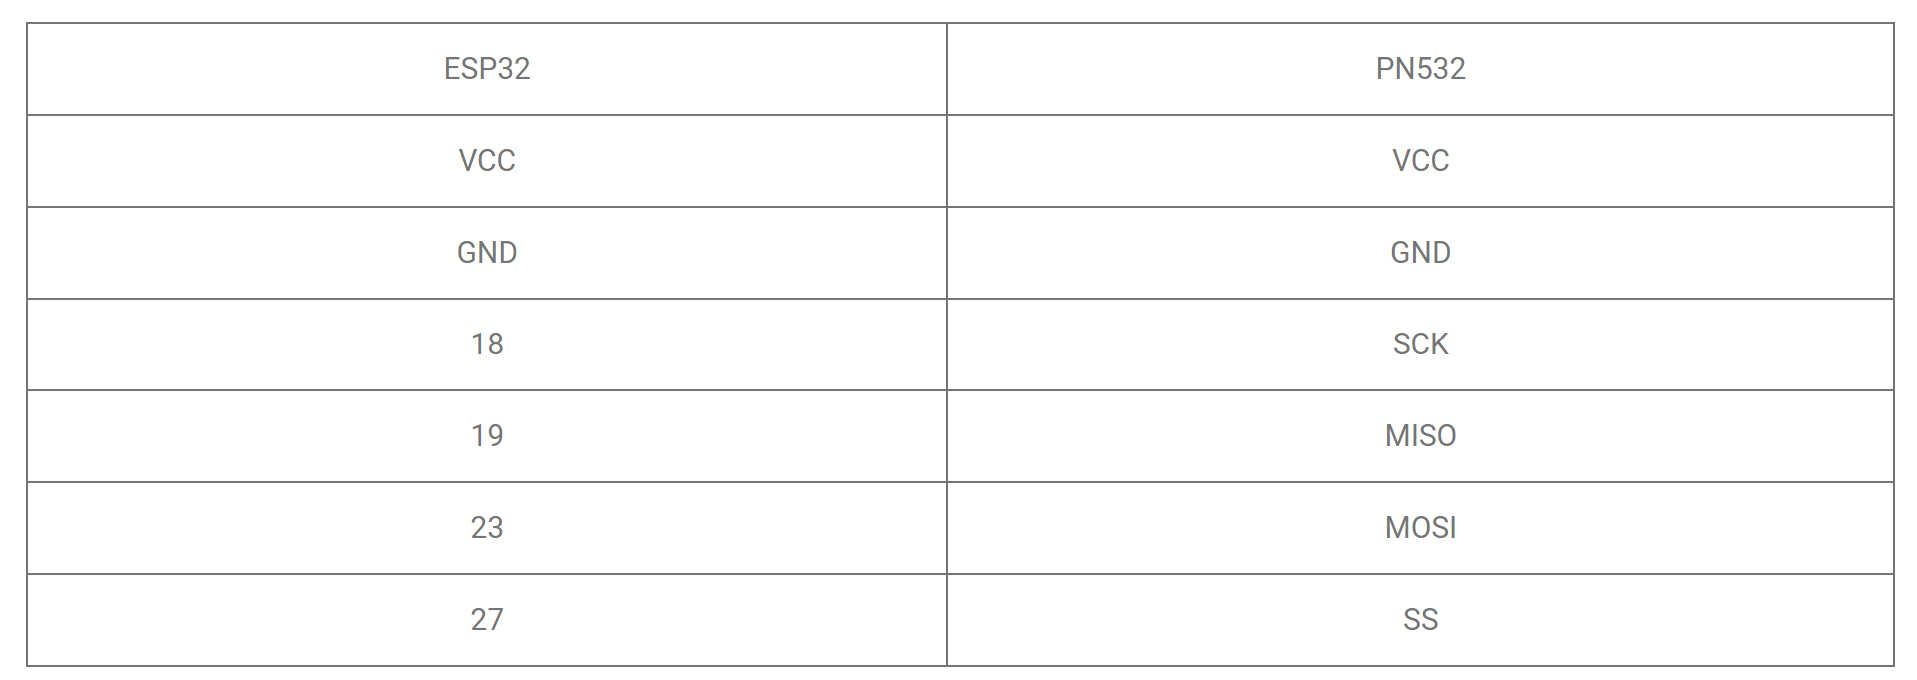 ESP32 PN532
VCC VCC
GND GND
18 SCK
19 MISO
23 MOSI
27 SS